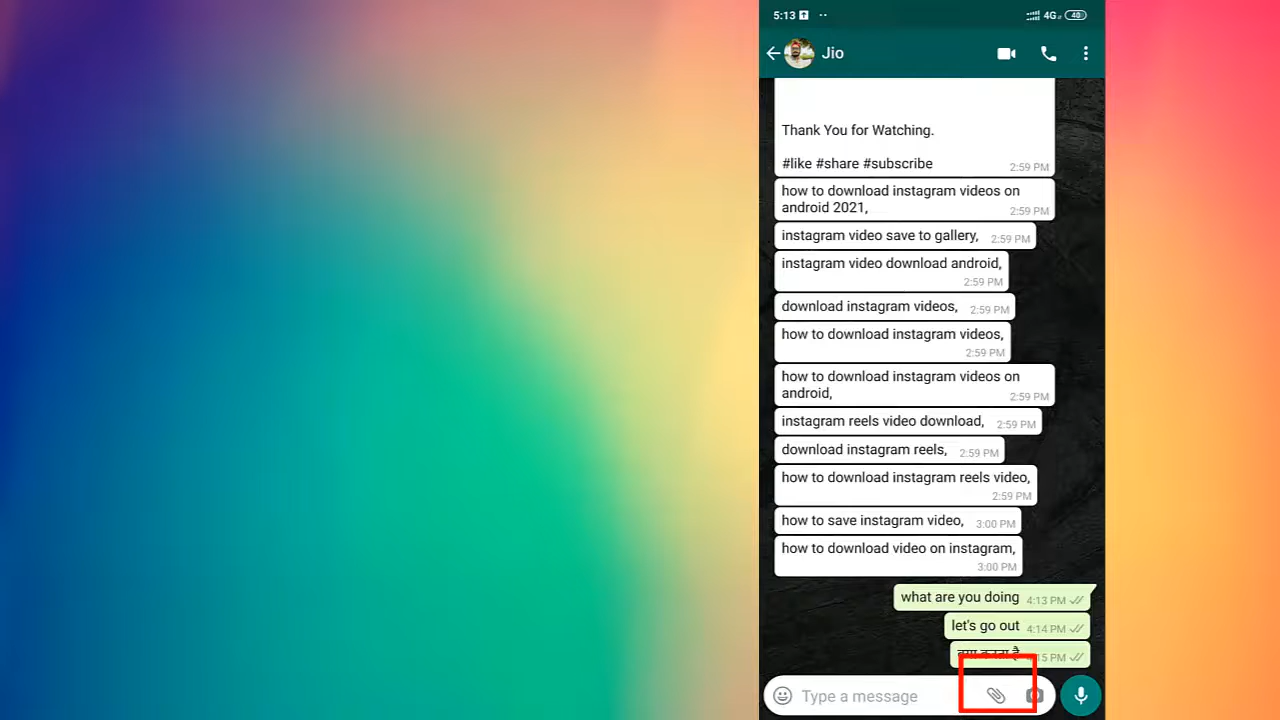 5:13
4G
40
Jio
Thank You for Watching.
#like #share #subscribe
2:59 PM
how to download instagram videos on
android 2021,
2:59 PM
instagram video save to gallery, 2:59 PM
instagram video download android,
2:59 PM
download instagram videos, 2:59 PM
how to download instagram videos,
2:59 PM
how to download instagram videos on
android,
2:59 PM
instagram reels video download, 2:59 PM
download instagram reels, 2:59 PM
how to download instagram reels video,
2:59 PM
how to save instagram video, 3:00 PM
how to download video on instagram,
3:00 PM
what are you doing 4:13 PM
let's go out 4:14 PM
15 PM
Type a message